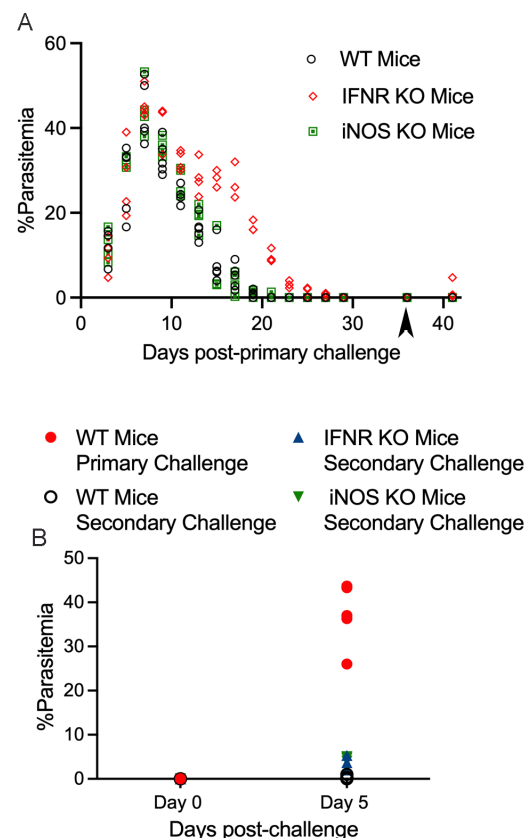 A
60
40
20
0
%Parasitemia
WT Mice
IFNR KO Mice
iNOS KO Mice
0 10 20 30 40
Days post-primary challenge
WT Mice
Primary Challenge
IFNR KO Mice
Secondary Challenge
WT Mice
Secondary Challenge
iNOS KO Mice
Secondary Challenge
B
50
40
30
20
10
0
%Parasitemia
Day 0 Day 5
Days post-challenge